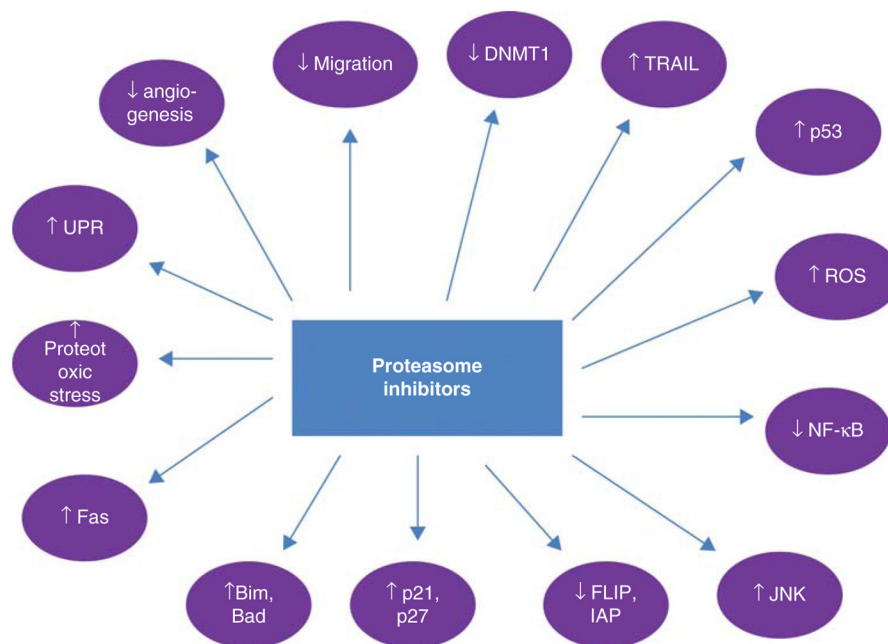 ↓ Migration
↓ DNMT1
↑ TRAIL
↓ angio-
genesis
↑ p53
↑ UPR
↑ ROS
↑
Proteot
oxic
stress
Proteasome
inhibitors
↓ NF-κB
↑ Fas
↑Bim,
Bad
↑ p21,
p27
↓ FLIP,
IAP
↑ JNK